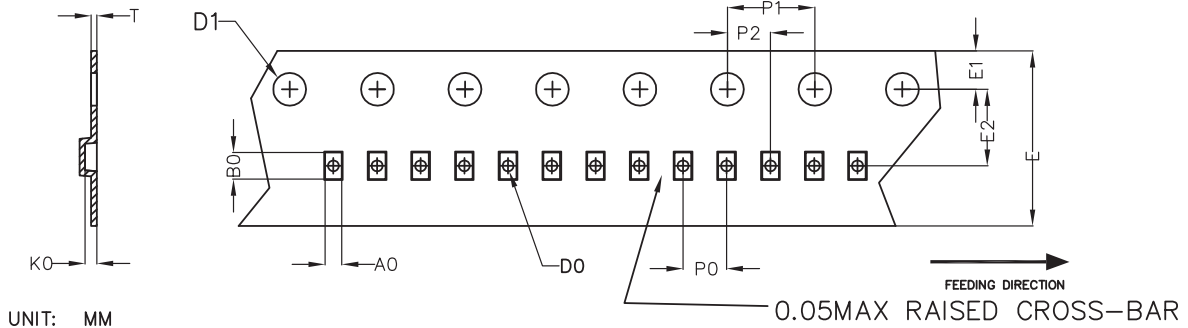 T
D1
P1
P2
E1
E2
E
B0
K0
A0
D0
P0
FEEDING DIRECTION
0.05MAX RAISED CROSS-BAR
UNIT: MM